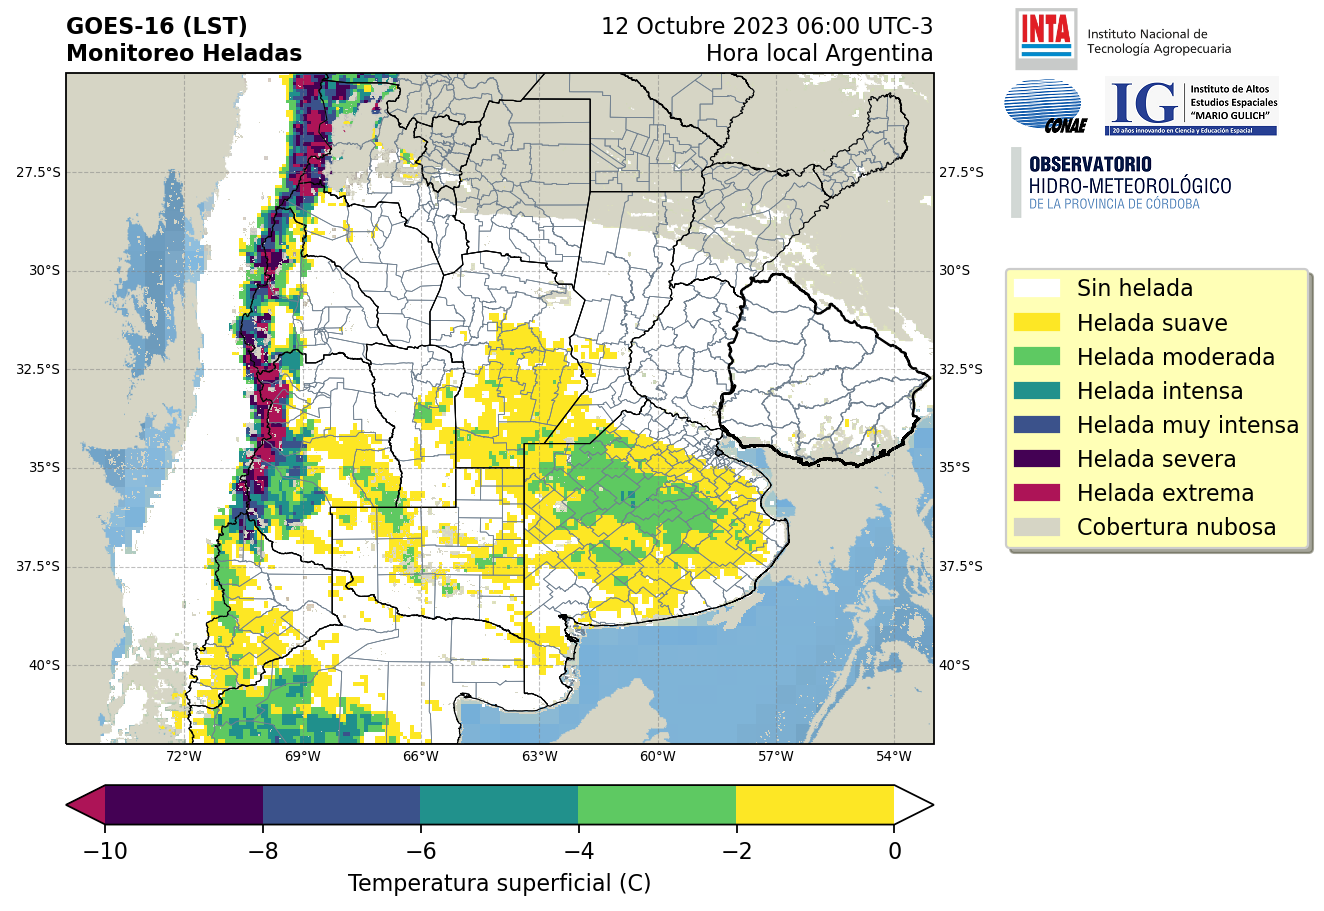 GOES-16 (LST)
Monitoreo Heladas
12 Octubre 2023 06:00 UTC-3
Hora local Argentina
INTA
Instituto Nacional de
Tecnología Agropecuaria
CONAE
IG
Instituto de Altos
Estudios Espaciales
"MARIO GULICH"
20 años innovando en Ciencia y Educación Espacial
OBSERVATORIO
HIDRO-METEOROLÓGICO
DE LA PROVINCIA DE CÓRDOBA
27.5°S
30°S
32.5°S
35°S
37.5°S
40°S
27.5°S
30°S
32.5°S
35°S
37.5°S
40°S
72°W 69°W 66°W 63°W 60°W 57°W 54°W
Sin helada
Helada suave
Helada moderada
Helada intensa
Helada muy intensa
Helada severa
Helada extrema
Cobertura nubosa
−10 −8 −6 −4 −2 0
Temperatura superficial (C)